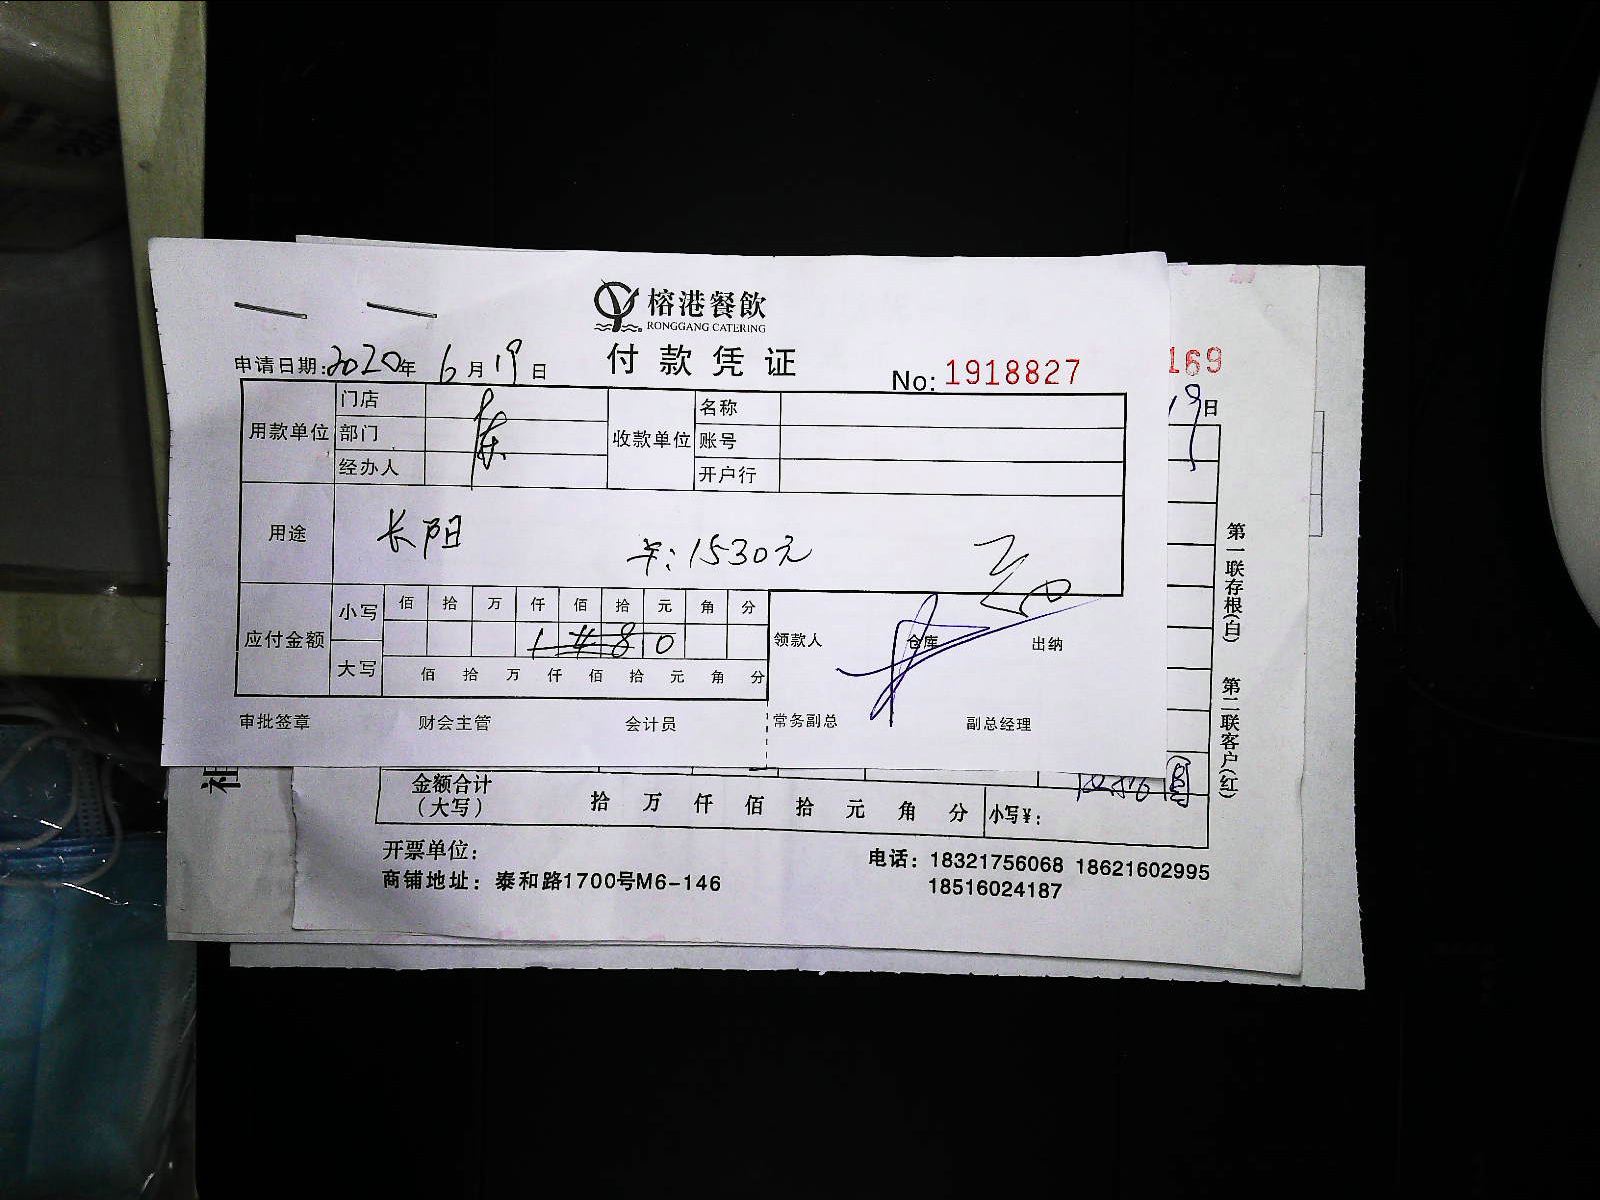 榕港餐飲
RONGGANG CATERING
付款凭证
申请日期:2020年 6月19日
No: 1918827
169
19日
用款单位 门店 收款单位 名称
部门 东 账号
经办人 开户行
用途 长阳 ¥:1530元
应付金额 小写 佰 拾 万 仟 佰 拾 元 角 分
1 4 8 0
大写 佰 拾 万 仟 佰 拾 元 角 分
领款人 仓库 出纳
审批签章 财会主管 会计员 常务副总 副总经理
第一联存根(白) 第二联客户(红)
金额合计
(大写) 拾 万 仟 佰 拾 元 角 分 小写¥:
开票单位:
商铺地址: 泰和路1700号M6-146
电话: 18321756068 18621602995
18516024187